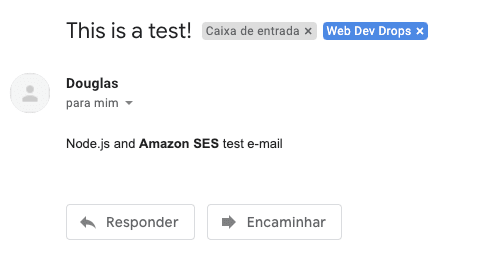 This is a test! Caixa de entrada × Web Dev Drops ×
Douglas
para mim
Node.js and Amazon SES test e-mail
Responder Encaminhar